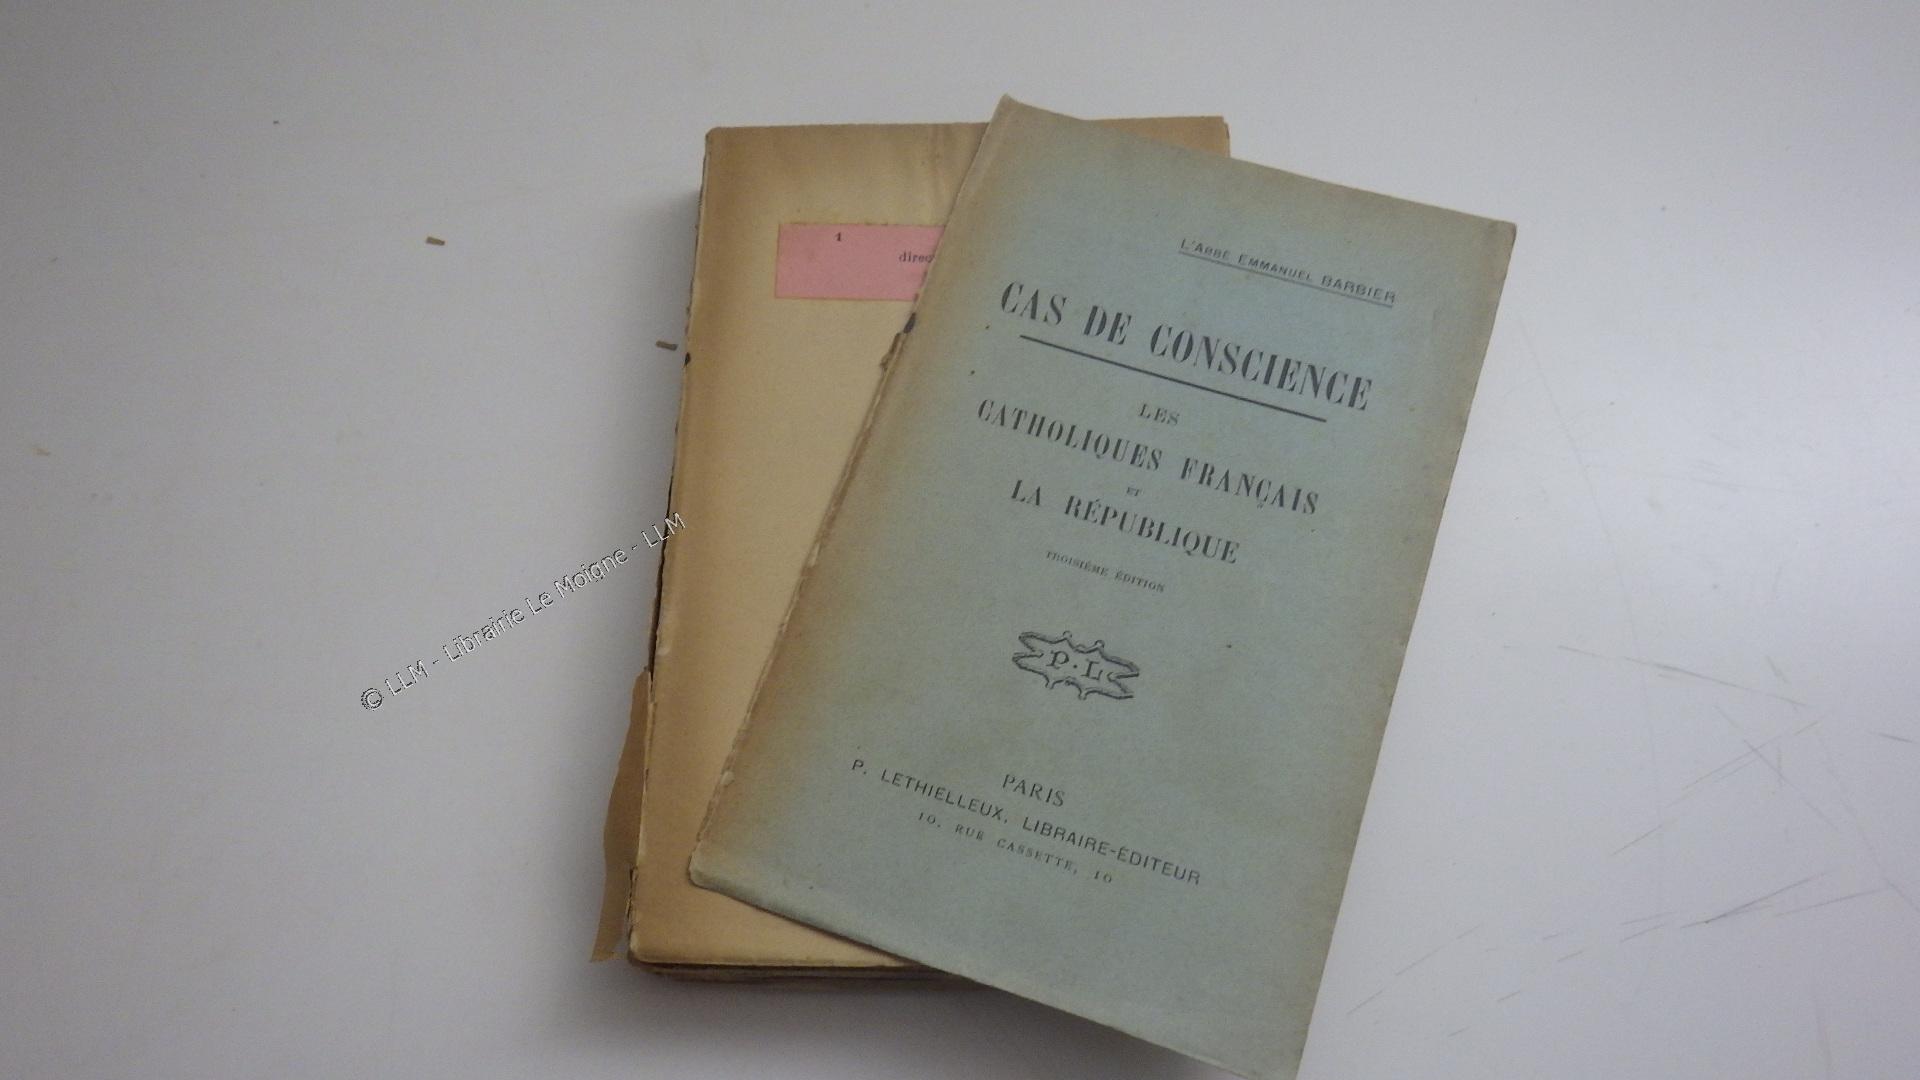 1
L'ABBÉ EMMANUEL BARBIER
CAS DE CONSCIENCE
LES
CATHOLIQUES FRANÇAIS
ET
LA RÉPUBLIQUE
TROISIÈME ÉDITION
P. L.
PARIS
P. LETHIELLEUX, LIBRAIRE-ÉDITEUR
10, RUE CASSETTE, 10
© LLM - Librairie Le Moigne - LLM